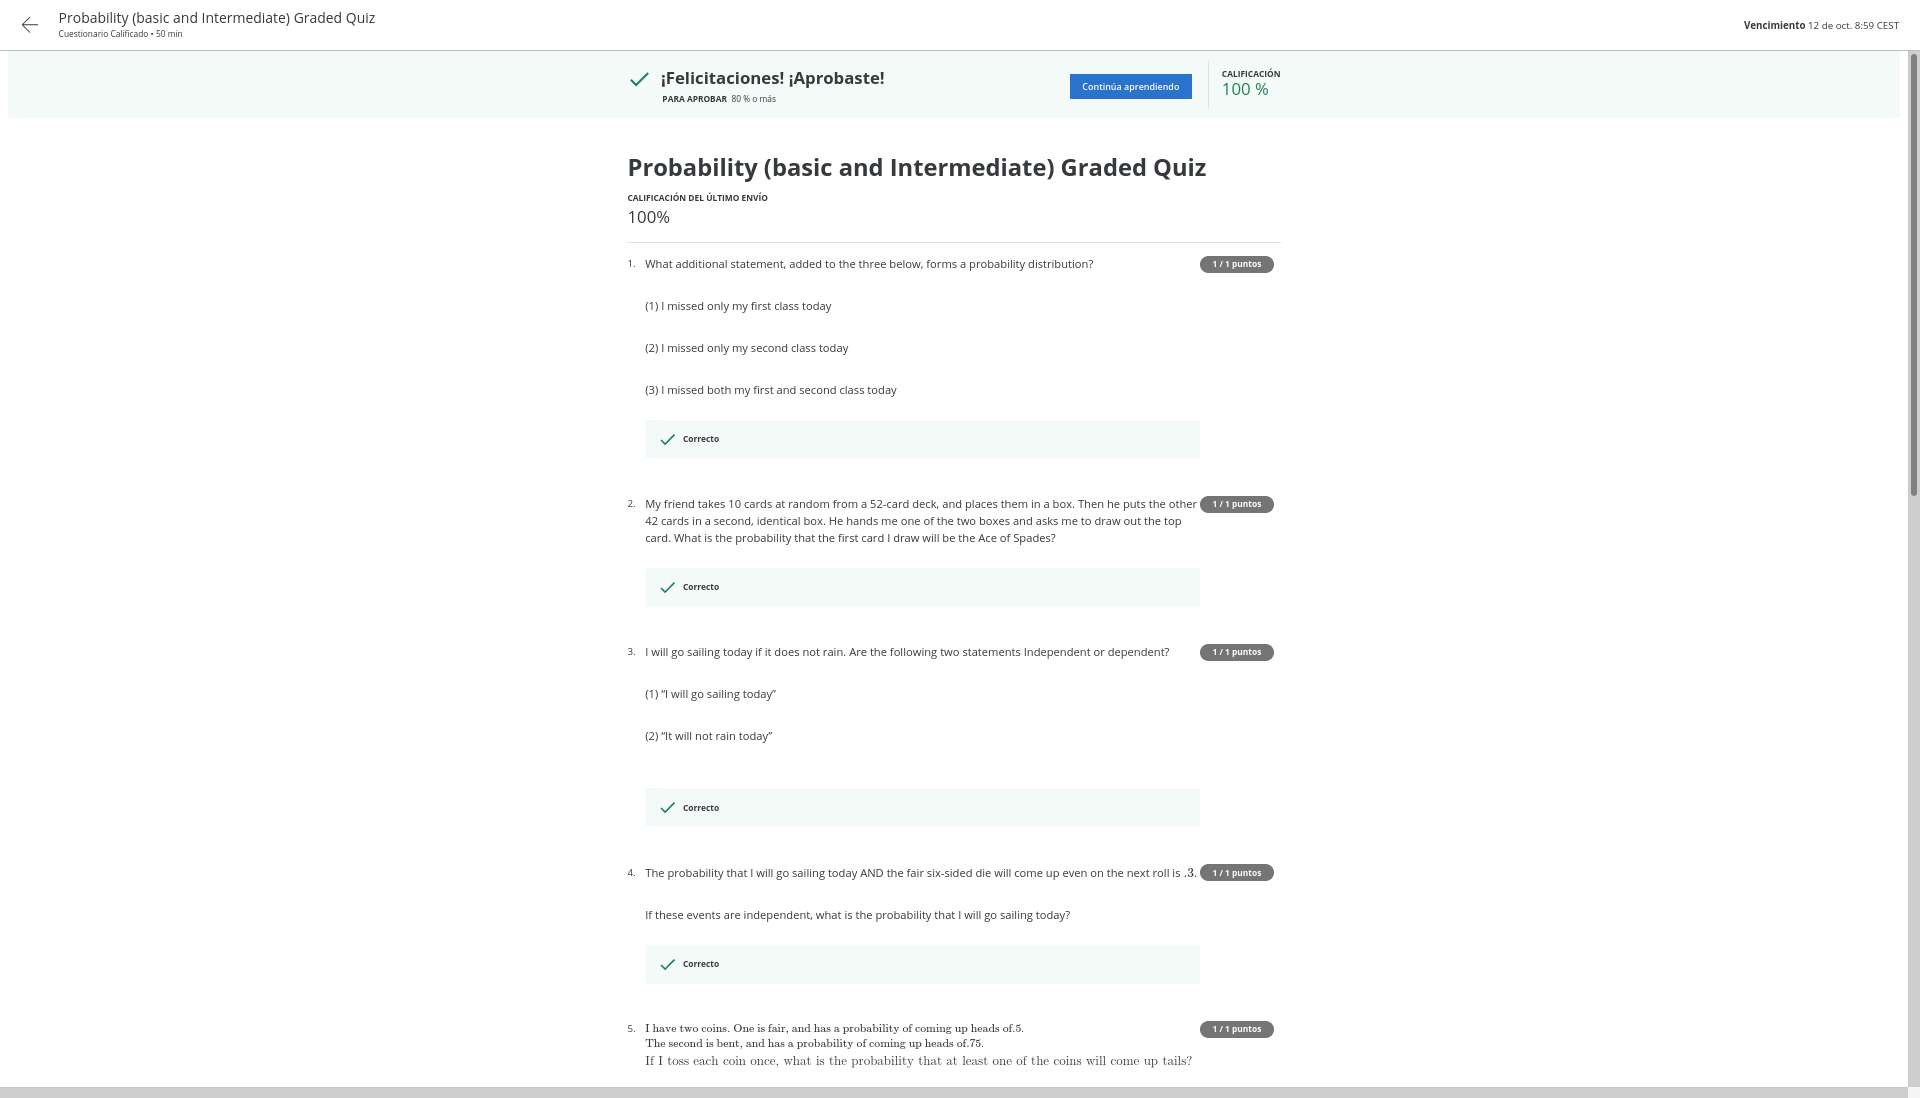 Probability (basic and Intermediate) Graded Quiz
Cuestionario Calificado • 50 min
Vencimiento 12 de oct. 8:59 CEST
¡Felicitaciones! ¡Aprobaste!
PARA APROBAR 80 % o más
Continúa aprendiendo
CALIFICACIÓN
100 %
Probability (basic and Intermediate) Graded Quiz
CALIFICACIÓN DEL ÚLTIMO ENVÍO
100%
1. What additional statement, added to the three below, forms a probability distribution?
1 / 1 puntos
(1) I missed only my first class today
(2) I missed only my second class today
(3) I missed both my first and second class today
Correcto
2. My friend takes 10 cards at random from a 52-card deck, and places them in a box. Then he puts the other
1 / 1 puntos
42 cards in a second, identical box. He hands me one of the two boxes and asks me to draw out the top
card. What is the probability that the first card I draw will be the Ace of Spades?
Correcto
3. I will go sailing today if it does not rain. Are the following two statements Independent or dependent?
1 / 1 puntos
(1) “I will go sailing today”
(2) “It will not rain today”
Correcto
4. The probability that I will go sailing today AND the fair six-sided die will come up even on the next roll is .3.
1 / 1 puntos
If these events are independent, what is the probability that I will go sailing today?
Correcto
5. I have two coins. One is fair, and has a probability of coming up heads of.5.
1 / 1 puntos
The second is bent, and has a probability of coming up heads of.75.
If I toss each coin once, what is the probability that at least one of the coins will come up tails?